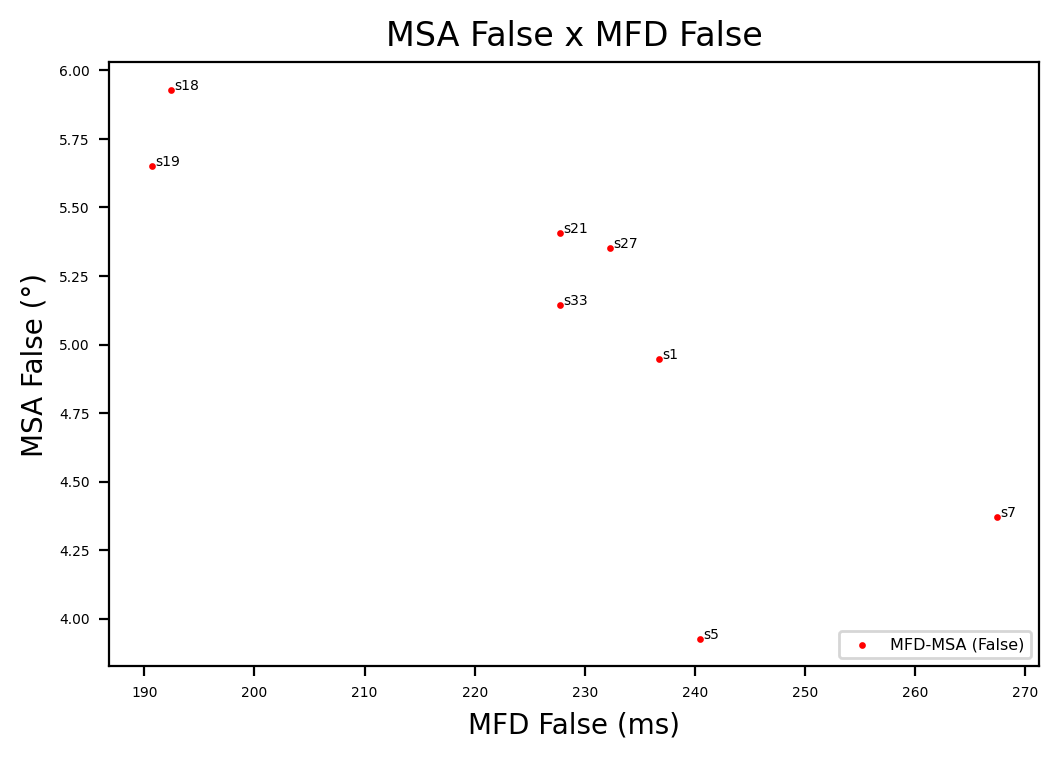 MSA False x MFD False
MSA False (°)
6.00
5.75
5.50
5.25
5.00
4.75
4.50
4.25
4.00
s18
s19
s21
s27
s33
s1
s7
s5
MFD-MSA (False)
190 200 210 220 230 240 250 260 270
MFD False (ms)